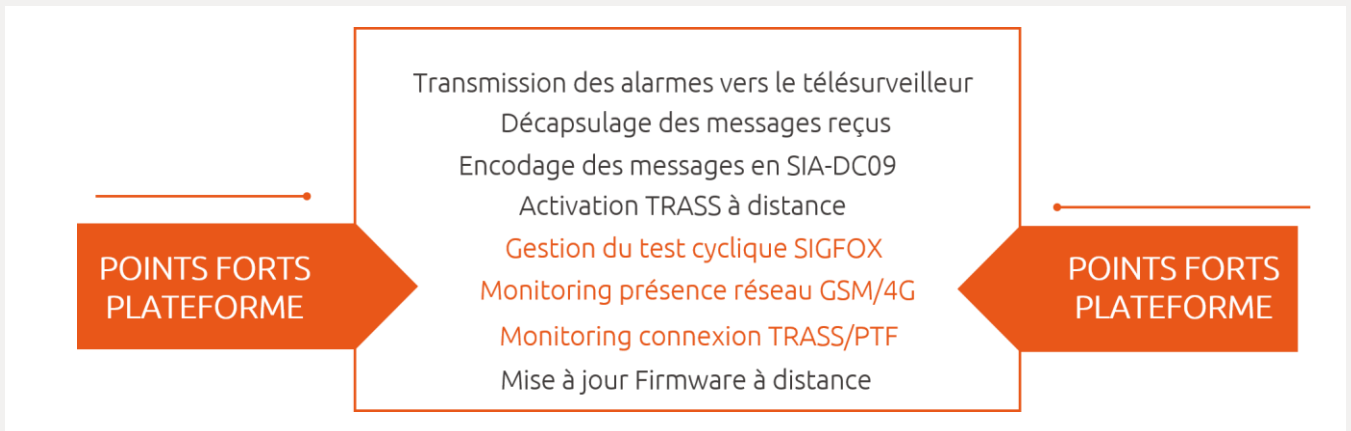 Transmission des alarmes vers le télésurveilleur
Décapsulage des messages reçus
Encodage des messages en SIA-DC09
Activation TRASS à distance
Gestion du test cyclique SIGFOX
Monitoring présence réseau GSM/4G
Monitoring connexion TRASS/PTF
Mise à jour Firmware à distance
POINTS FORTS
PLATEFORME
POINTS FORTS
PLATEFORME